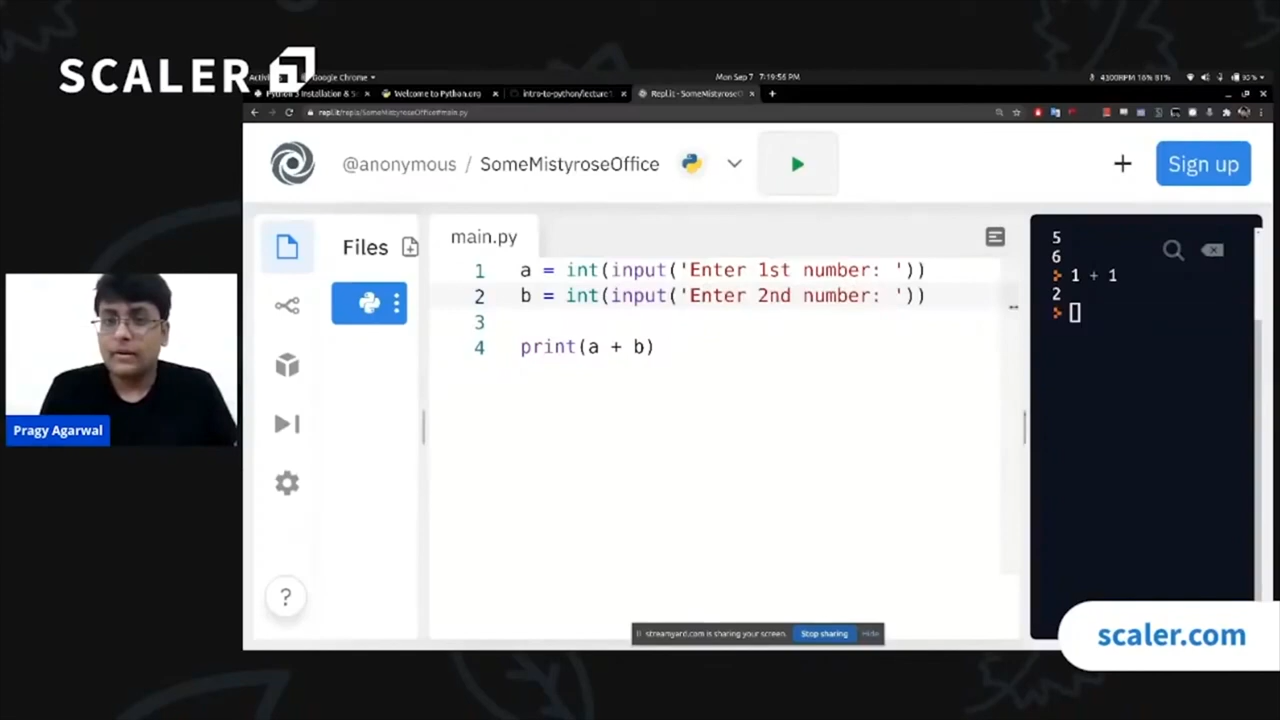 SCALER
Google Chrome
Mon Sep 7, 7:19:56 PM
4300RPM 16% 81%
90%
Python 3 Installation & S
Welcome to Python.org
intro-to-python/lecture
Repl.it - SomeMistyroseO
repl.it/repls/SomeMistyroseOffice#main.py
@anonymous / SomeMistyroseOffice
+
Sign up
Files
main.py
1 a = int(input('Enter 1st number: '))
2 b = int(input('Enter 2nd number: '))
3
4 print(a + b)
5
6
1 + 1
2
Pragy Agarwal
?
streamyard.com is sharing your screen.
Stop sharing
Hide
scaler.com